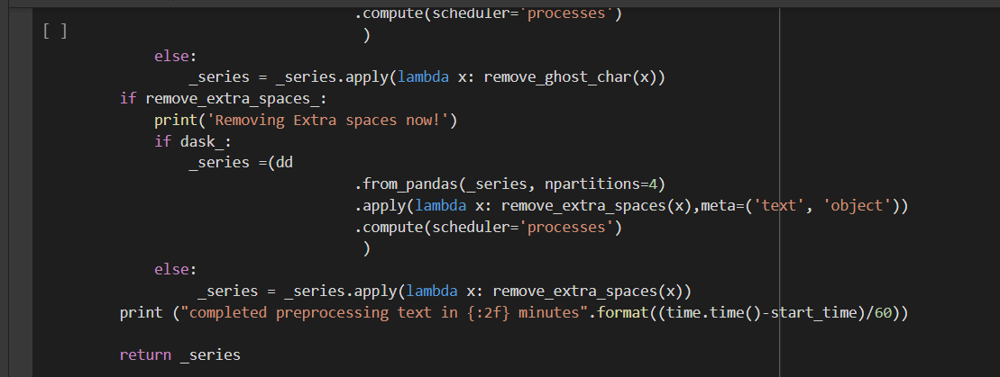 .compute(scheduler='processes')
[ ]
)
else:
_series = _series.apply(lambda x: remove_ghost_char(x))
if remove_extra_spaces_:
print('Removing Extra spaces now!')
if dask_:
_series =(dd
.from_pandas(_series, npartitions=4)
.apply(lambda x: remove_extra_spaces(x),meta=('text', 'object'))
.compute(scheduler='processes')
)
else:
_series = _series.apply(lambda x: remove_extra_spaces(x))
print ("completed preprocessing text in {:2f} minutes".format((time.time()-start_time)/60))
return _series